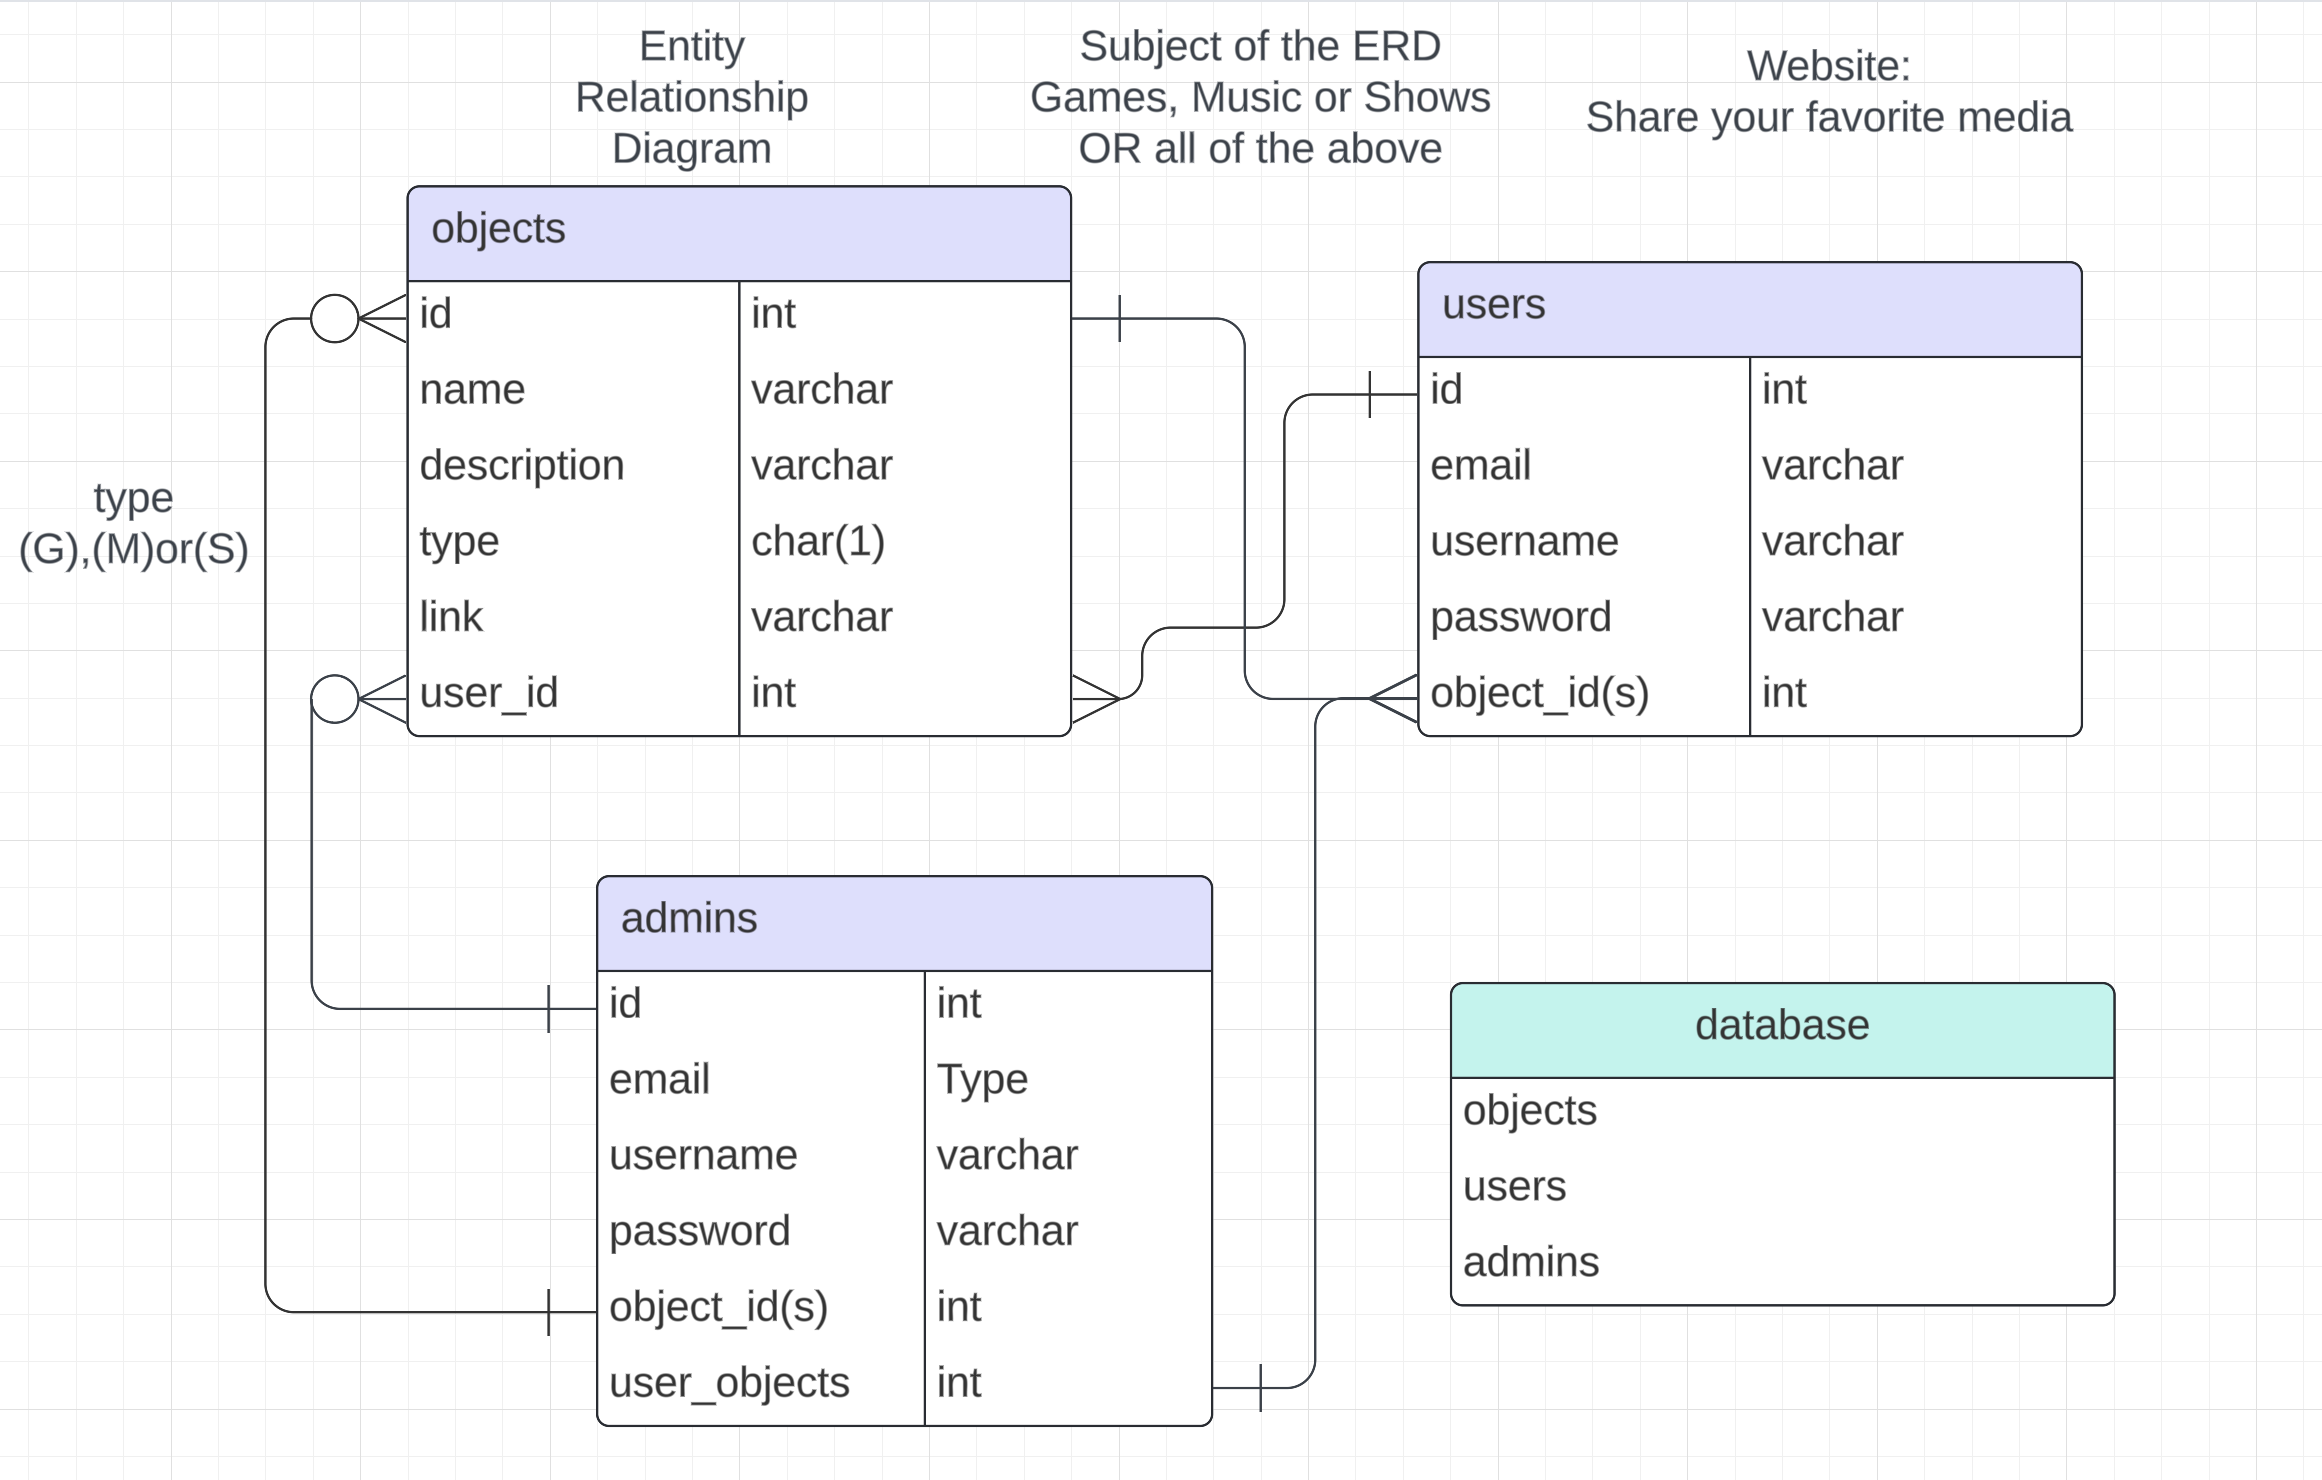 Entity
Relationship
Diagram
Subject of the ERD
Games, Music or Shows
OR all of the above
Website:
Share your favorite media
objects
id int
name varchar
description varchar
type char(1)
link varchar
user_id int
type
(G),(M)or(S)
users
id int
email varchar
username varchar
password varchar
object_id(s) int
admins
id int
email Type
username varchar
password varchar
object_id(s) int
user_objects int
database
objects
users
admins